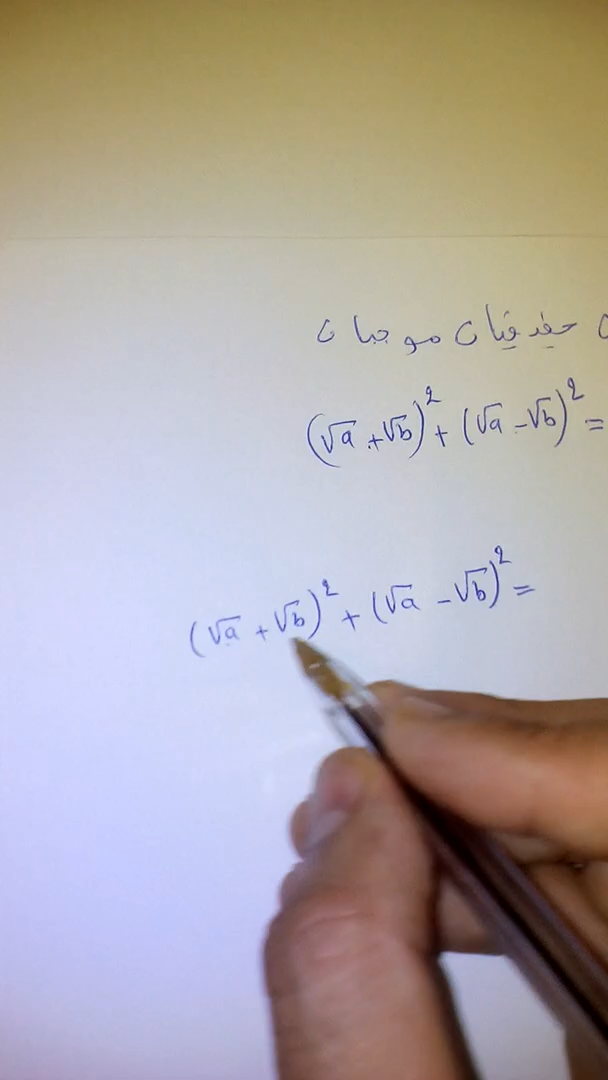 حقيقيان موجبان
(√a + √b)² + (√a - √b)² =
(√a + √b)² + (√a - √b)² =